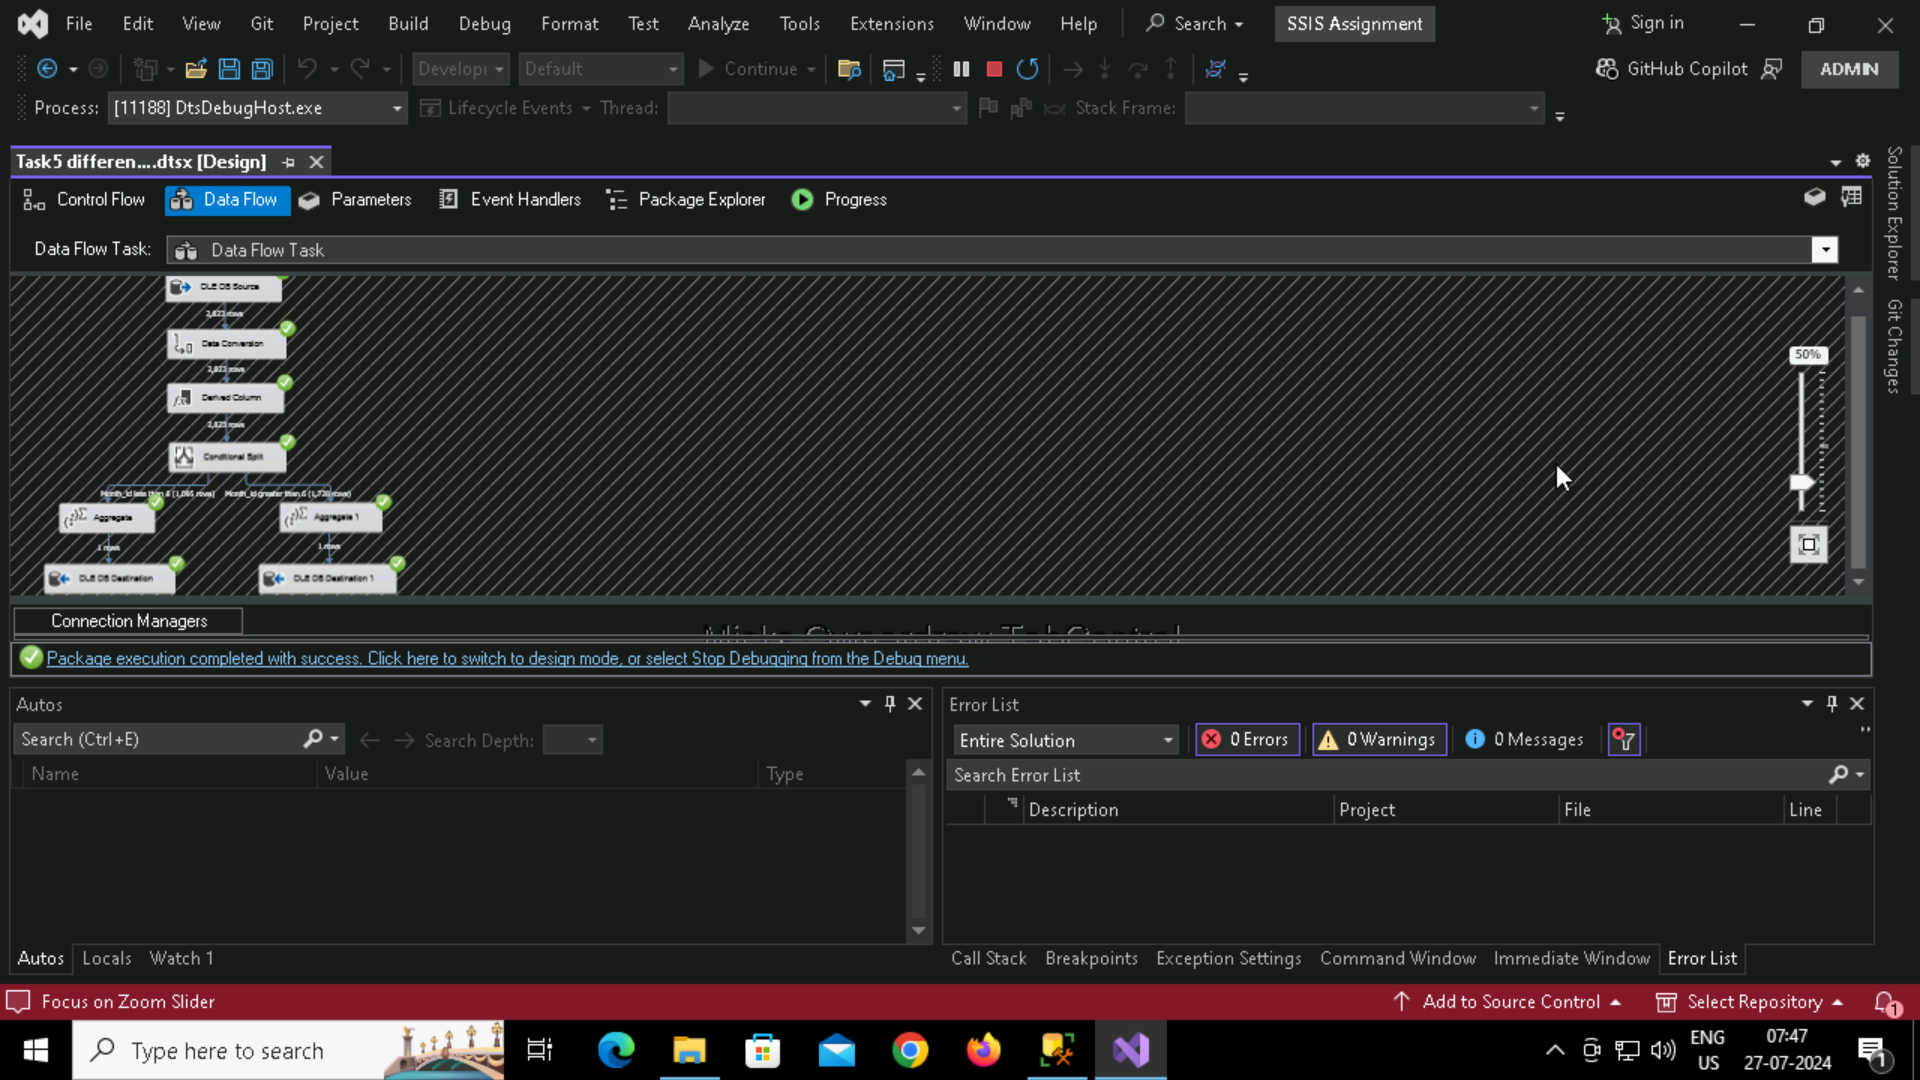 File Edit View Git Project Build Debug Format Test Analyze Tools Extensions Window Help Search SSIS Assignment Sign in
Developi Default Continue GitHub Copilot ADMIN
Process: [11188] DtsDebugHost.exe Lifecycle Events Thread: Stack Frame:
Task5 differen....dtsx [Design]
Control Flow Data Flow Parameters Event Handlers Package Explorer Progress
Data Flow Task: Data Flow Task
Solution Explorer
Git Changes
OLE DB Source
2,823 rows
Data Conversion
2,823 rows
Derived Column
2,823 rows
Conditional Split
Month_Id less than 6 Month_Id greater than 6
Aggregate Aggregate 1
1 rows 1 rows
OLE DB Destination OLE DB Destination 1
50%
Connection Managers
Package execution completed with success. Click here to switch to design mode, or select Stop Debugging from the Debug menu.
Autos
Search (Ctrl+E) Search Depth:
Name Value Type
Autos Locals Watch 1
Error List
Entire Solution 0 Errors 0 Warnings 0 Messages
Search Error List
Description Project File Line
Call Stack Breakpoints Exception Settings Command Window Immediate Window Error List
Focus on Zoom Slider Add to Source Control Select Repository 1
Type here to search
ENG
US
07:47
27-07-2024
1